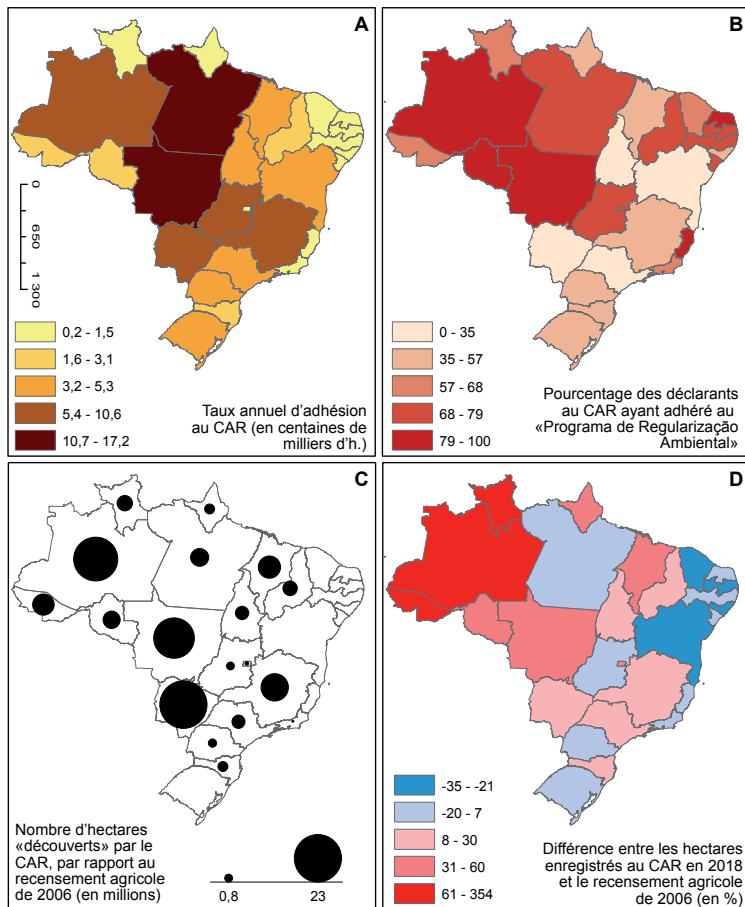 A
0
650
1 300
0,2 - 1,5
1,6 - 3,1
3,2 - 5,3
5,4 - 10,6
10,7 - 17,2
Taux annuel d'adhésion
au CAR (en centaines de
milliers d'h.)
B
0 - 35
35 - 57
57 - 68
68 - 79
79 - 100
Pourcentage des déclarants
au CAR ayant adhéré au
«Programa de Regularização
Ambiental»
C
Nombre d'hectares
«découverts» par le
CAR, par rapport au
recensement agricole
de 2006 (en millions)
0,8
23
D
-35 - -21
-20 - 7
8 - 30
31 - 60
61 - 354
Différence entre les hectares
enregistrés au CAR en 2018
et le recensement agricole
de 2006 (en %)